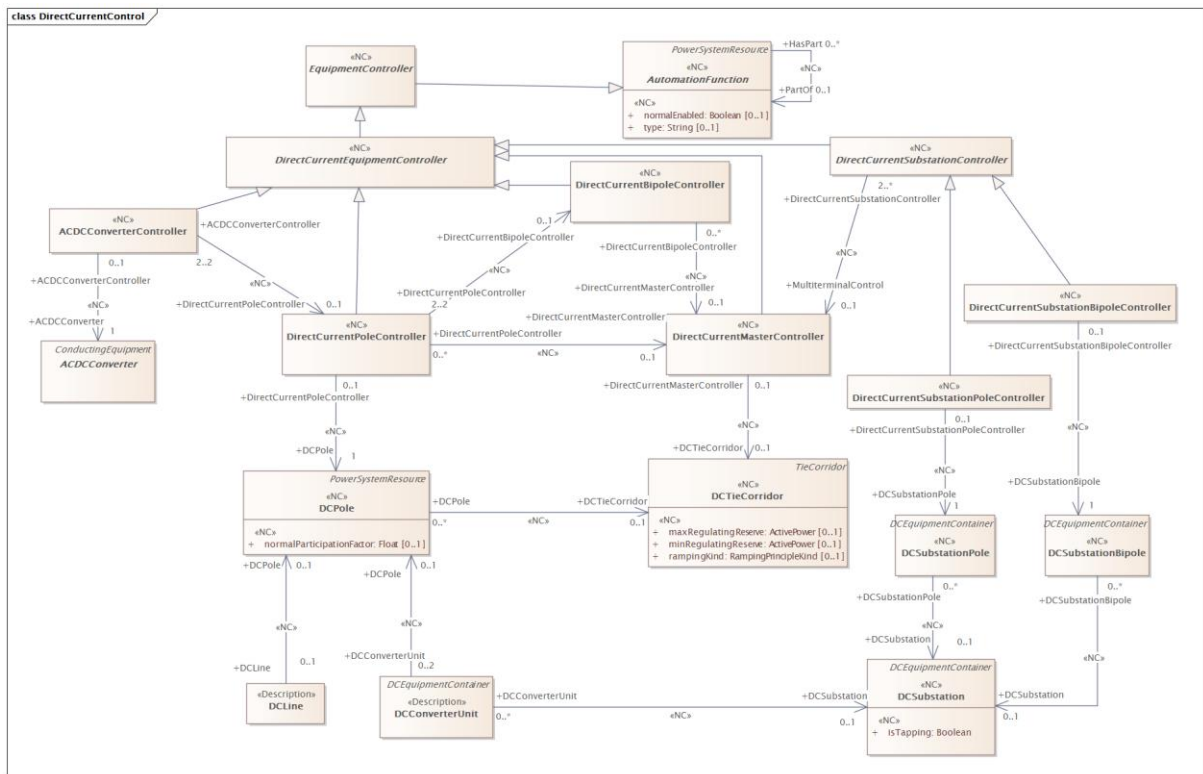 class DirectCurrentControl
«NC»
EquipmentController
PowerSystemResource
«NC»
AutomationFunction
«NC»
+ normalEnabled: Boolean [0..1]
+ type: String [0..1]
+HasPart 0..*
«NC»
+PartOf 0..1
«NC»
DirectCurrentEquipmentController
«NC»
DirectCurrentBipoleController
«NC»
DirectCurrentSubstationController
«NC»
ACDCConverterController
+ACDCConverterController
0..1
2..2
+ACDCConverterController
«NC»
+ACDCConverter
1
«NC»
+DirectCurrentPoleController
0..1
0..1
+DirectCurrentBipoleController
«NC»
+DirectCurrentPoleController
2..2
0..*
+DirectCurrentBipoleController
«NC»
+DirectCurrentMasterController
0..1
2..*
+DirectCurrentSubstationController
«NC»
+MultiterminalControl
0..1
«NC»
DirectCurrentSubstationBipoleController
0..1
+DirectCurrentSubstationBipoleController
ConductingEquipment
ACDCConverter
«NC»
DirectCurrentPoleController
+DirectCurrentMasterController
+DirectCurrentPoleController
0..*
«NC»
0..1
«NC»
DirectCurrentMasterController
«NC»
DirectCurrentSubstationPoleController
0..1
+DirectCurrentPoleController
«NC»
+DCPole
1
+DirectCurrentMasterController
0..1
«NC»
+DCTieCorridor
0..1
0..1
+DirectCurrentSubstationPoleController
«NC»
+DCSubstationPole
1
«NC»
+DCSubstationBipole
1
PowerSystemResource
«NC»
DCPole
«NC»
+ normalParticipationFactor: Float [0..1]
+DCPole
0..*
«NC»
+DCTieCorridor
0..1
TieCorridor
«NC»
DCTieCorridor
«NC»
+ maxRegulatingReserve: ActivePower [0..1]
+ minRegulatingReserve: ActivePower [0..1]
+ rampingKind: RampingPrincipleKind [0..1]
DCEquipmentContainer
«NC»
DCSubstationPole
DCEquipmentContainer
«NC»
DCSubstationBipole
+DCPole
0..1
+DCPole
0..1
«NC»
«NC»
+DCLine
0..1
+DCConverterUnit
0..2
0..*
+DCSubstationPole
«NC»
+DCSubstation
0..1
0..*
+DCSubstationBipole
«NC»
+DCSubstation
0..1
«Description»
DCLine
DCEquipmentContainer
«Description»
DCConverterUnit
+DCConverterUnit
0..*
«NC»
+DCSubstation
0..1
DCEquipmentContainer
«NC»
DCSubstation
«NC»
+ isTapping: Boolean